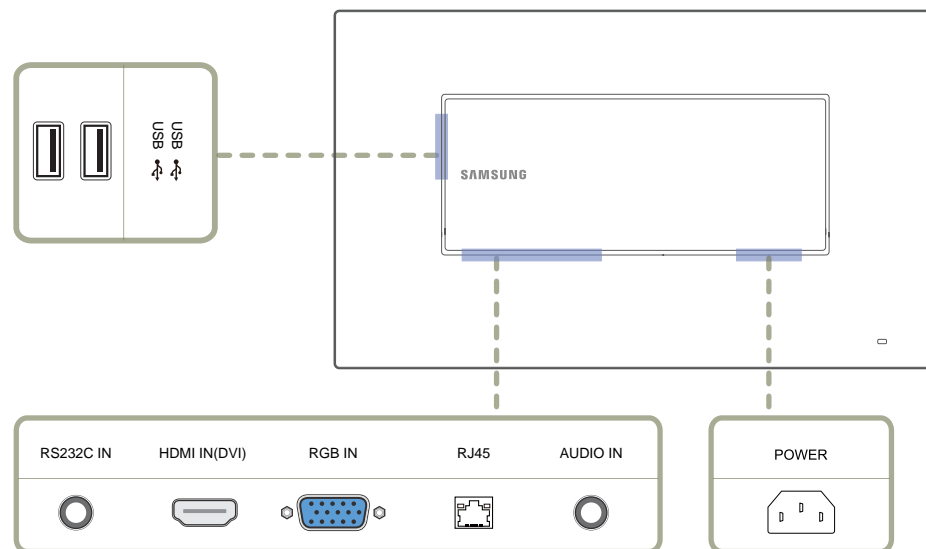 USB
USB
SAMSUNG
RS232C IN
HDMI IN(DVI)
RGB IN
RJ45
AUDIO IN
POWER